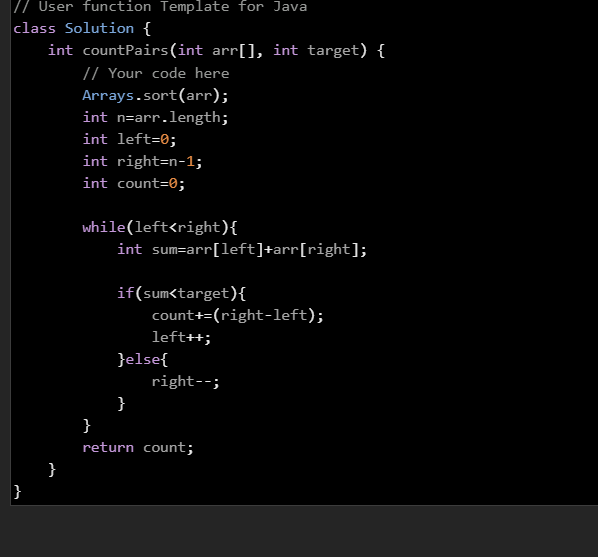 // User function Template for Java
class Solution {
    int countPairs(int arr[], int target) {
        // Your code here
        Arrays.sort(arr);
        int n=arr.length;
        int left=0;
        int right=n-1;
        int count=0;

        while(left<right){
            int sum=arr[left]+arr[right];

            if(sum<target){
                count+=(right-left);
                left++;
            }else{
                right--;
            }
        }
        return count;
    }
}